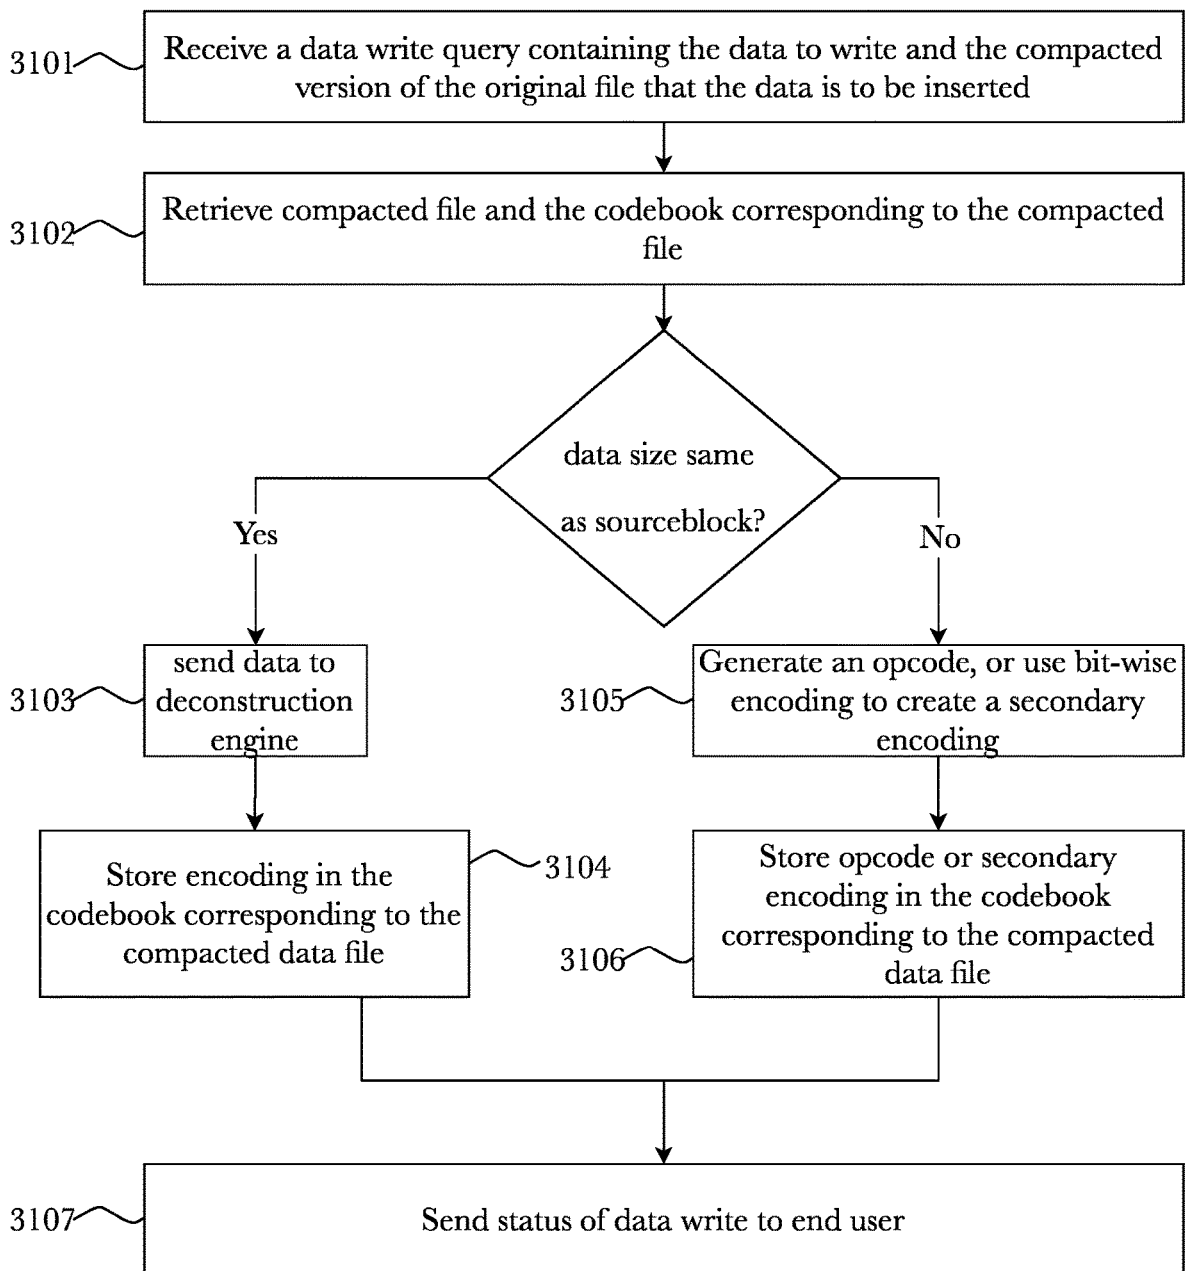 3101
Receive a data write query containing the data to write and the compacted
version of the original file that the data is to be inserted
3102
Retrieve compacted file and the codebook corresponding to the compacted
file
data size same
as sourceblock?
Yes
No
3103
send data to
deconstruction
engine
3105
Generate an opcode, or use bit-wise
encoding to create a secondary
encoding
Store encoding in the
codebook corresponding to the
compacted data file
3104
3106
Store opcode or secondary
encoding in the codebook
corresponding to the compacted
data file
3107
Send status of data write to end user